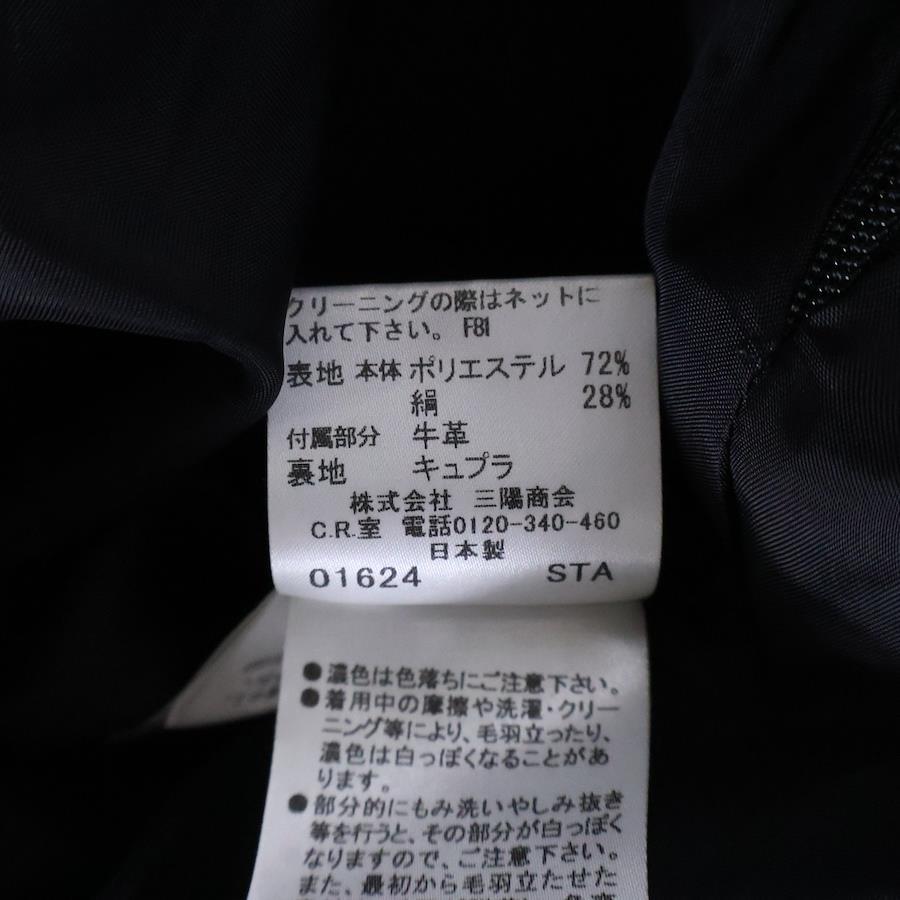 クリーニングの際はネットに
入れて下さい。 F81
表地 本体 ポリエステル 72%
絹 28%
付属部分 牛革
裏地 キュプラ
株式会社 三陽商会
C.R.室 電話0120-340-460
日本製
01624 STA
●濃色は色落ちにご注意下さい。
●着用中の摩擦や洗濯・クリー
ニング等により、毛羽立ったり、
濃色は白っぽくなることがあ
ります。
●部分的にもみ洗いやしみ抜き
等を行うと、その部分が白っぽく
なりますので、ご注意下さい。
また、最初から毛羽立たせた